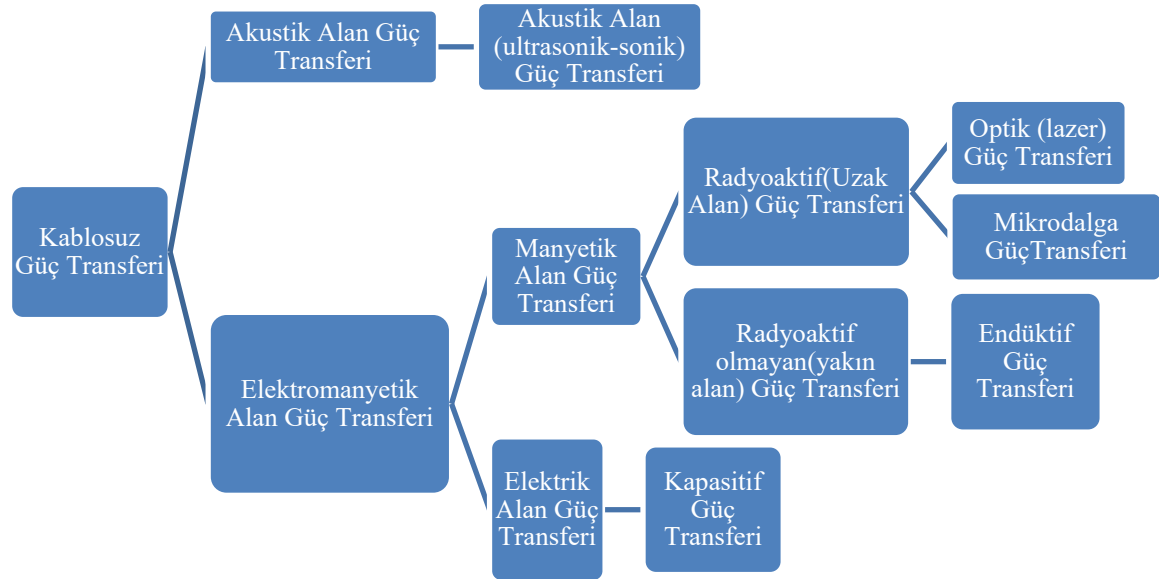 Kablosuz
Güç Transferi
Akustik Alan Güç
Transferi
Akustik Alan
(ultrasonik-sonik)
Güç Transferi
Elektromanyetik
Alan Güç Transferi
Manyetik
Alan Güç
Transferi
Radyoaktif(Uzak
Alan) Güç Transferi
Optik (lazer)
Güç Transferi
Mikrodalga
GüçTransferi
Radyoaktif
olmayan(yakın
alan) Güç Transferi
Endüktif
Güç
Transferi
Elektrik
Alan Güç
Transferi
Kapasitif
Güç
Transferi